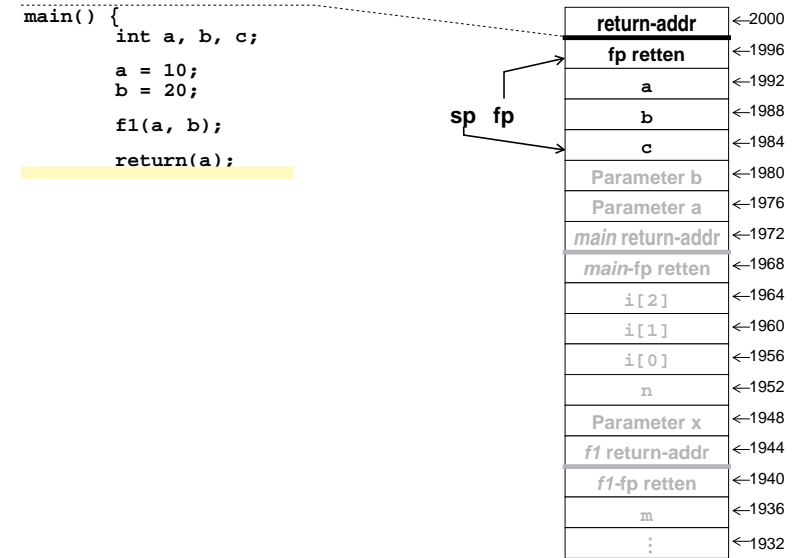 main() {
int a, b, c;
a = 10;
b = 20;
f1(a, b);
return(a);
sp fp
return-addr ←2000
fp retten ←1996
a ←1992
b ←1988
c ←1984
Parameter b ←1980
Parameter a ←1976
main return-addr ←1972
main-fp retten ←1968
i[2] ←1964
i[1] ←1960
i[0] ←1956
n ←1952
Parameter x ←1948
f1 return-addr ←1944
f1-fp retten ←1940
m ←1936
⋮ ←1932